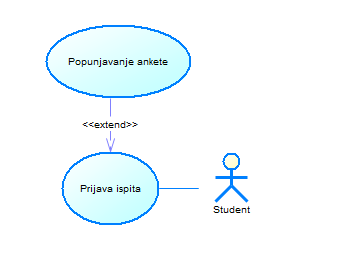 Popunjavanje ankete
<<extend>>
Prijava ispita
Student